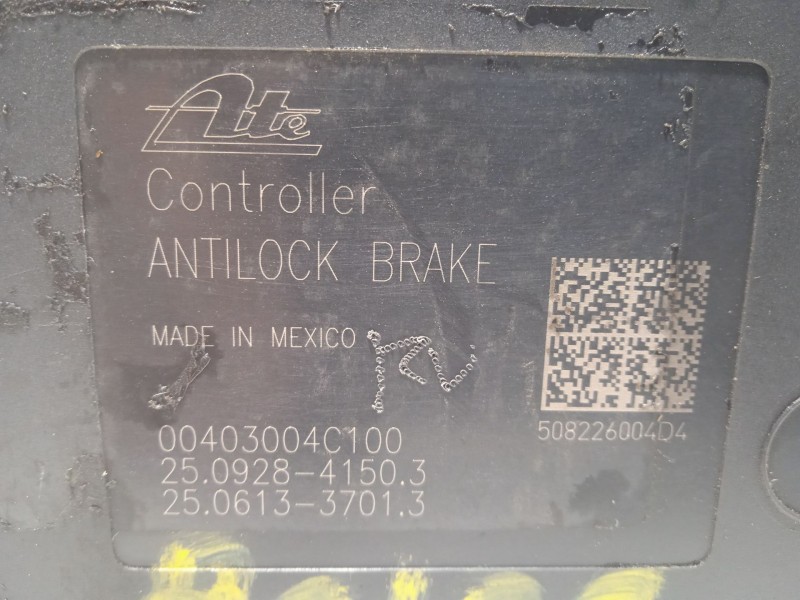 Ate
Controller
ANTILOCK BRAKE
MADE IN MEXICO
00403004C100
25.0928-4150.3
25.0613-3701.3
508226004D4